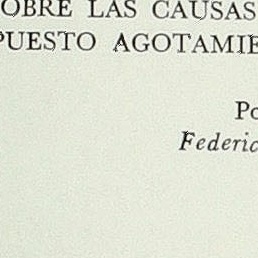 OBRE LAS CAUSAS
PUESTO AGOTAMIE
Po
Federic